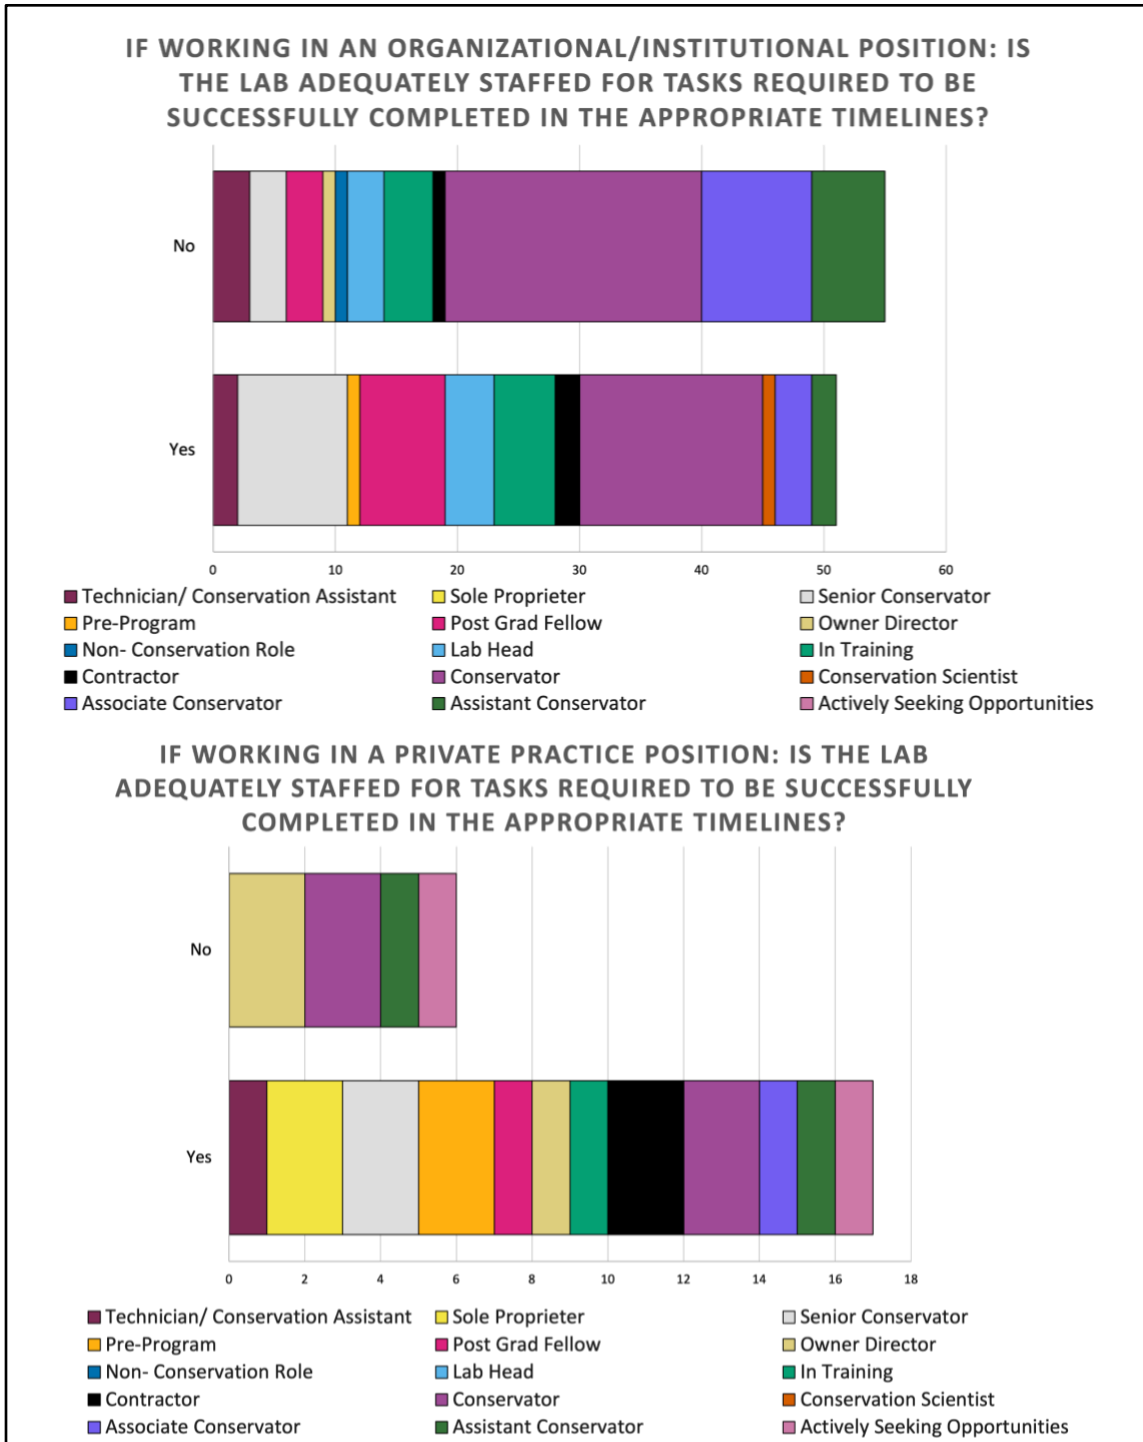 IF WORKING IN AN ORGANIZATIONAL/INSTITUTIONAL POSITION: IS
THE LAB ADEQUATELY STAFFED FOR TASKS REQUIRED TO BE
SUCCESSFULLY COMPLETED IN THE APPROPRIATE TIMELINES?
No
Yes
0 10 20 30 40 50 60
Technician/ Conservation Assistant Sole Proprieter Senior Conservator
Pre-Program Post Grad Fellow Owner Director
Non- Conservation Role Lab Head In Training
Contractor Conservator Conservation Scientist
Associate Conservator Assistant Conservator Actively Seeking Opportunities
IF WORKING IN A PRIVATE PRACTICE POSITION: IS THE LAB
ADEQUATELY STAFFED FOR TASKS REQUIRED TO BE SUCCESSFULLY
COMPLETED IN THE APPROPRIATE TIMELINES?
No
Yes
0 2 4 6 8 10 12 14 16 18
Technician/ Conservation Assistant Sole Proprieter Senior Conservator
Pre-Program Post Grad Fellow Owner Director
Non- Conservation Role Lab Head In Training
Contractor Conservator Conservation Scientist
Associate Conservator Assistant Conservator Actively Seeking Opportunities